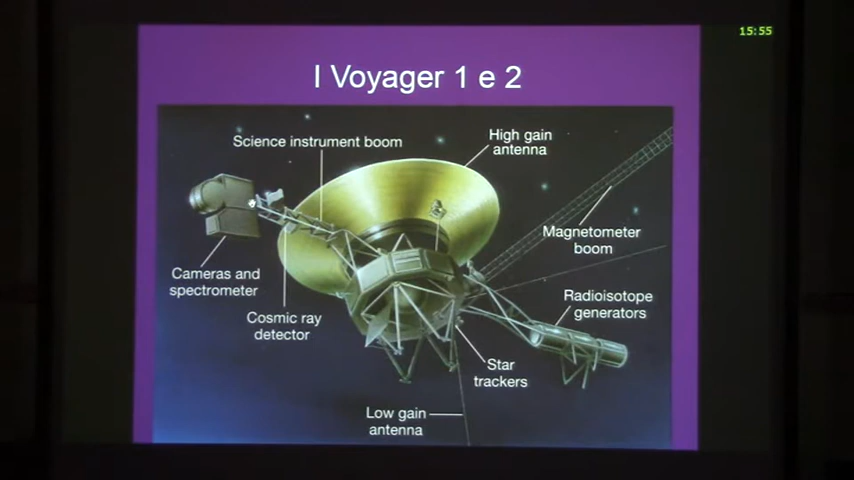 15:55
I Voyager 1 e 2
Science instrument boom
High gain
antenna
Magnetometer
boom
Cameras and
spectrometer
Radioisotope
generators
Cosmic ray
detector
Star
trackers
Low gain
antenna